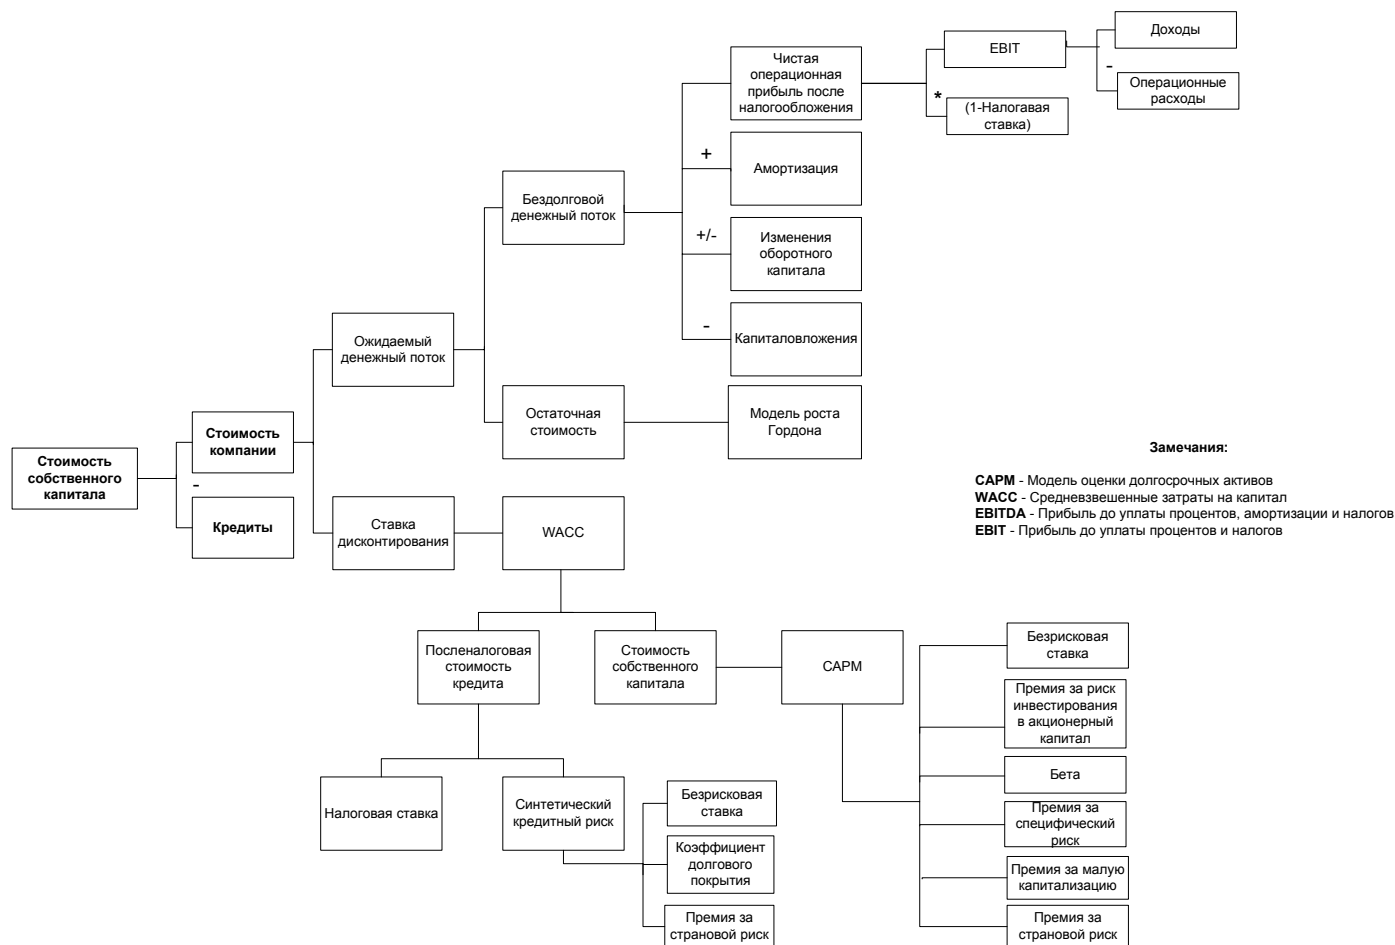 Доходы
EBIT
-
Операционные
расходы
*
(1-Налогавая
ставка)
Чистая
операционная
прибыль после
налогообложения
+
Амортизация
Бездолговой
денежный поток
+/-
Изменения
оборотного
капитала
-
Капиталовложения
Ожидаемый
денежный поток
Остаточная
стоимость
Модель роста
Гордона
Стоимость
компании
Стоимость
собственного
капитала
-
Кредиты
Ставка
дисконтирования
WACC
Замечания:
CAPM - Модель оценки долгосрочных активов
WACC - Средневзвешенные затраты на капитал
EBITDA - Прибыль до уплаты процентов, амортизации и налогов
EBIT - Прибыль до уплаты процентов и налогов
Посленалоговая
стоимость
кредита
Стоимость
собственного
капитала
CAPM
Безрисковая
ставка
Премия за риск
инвестирования
в акционерный
капитал
Бета
Премия за
специфический
риск
Премия за малую
капитализацию
Премия за
страновой риск
Налоговая ставка
Синтетический
кредитный риск
Безрисковая
ставка
Коэффициент
долгового
покрытия
Премия за
страновой риск